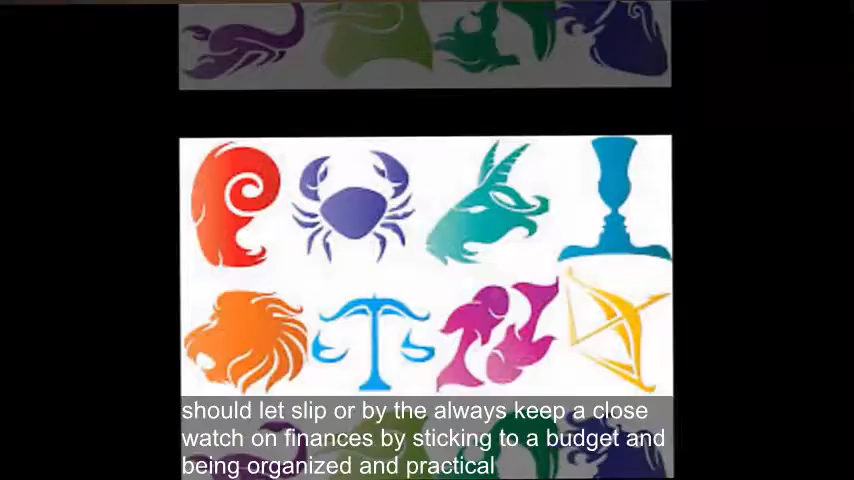 should let slip or by the always keep a close
watch on finances by sticking to a budget and
being organized and practical